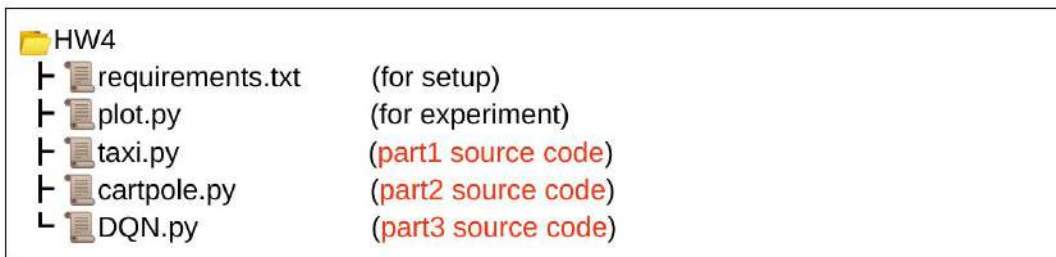 HW4
requirements.txt (for setup)
plot.py (for experiment)
taxi.py (part1 source code)
cartpole.py (part2 source code)
DQN.py (part3 source code)